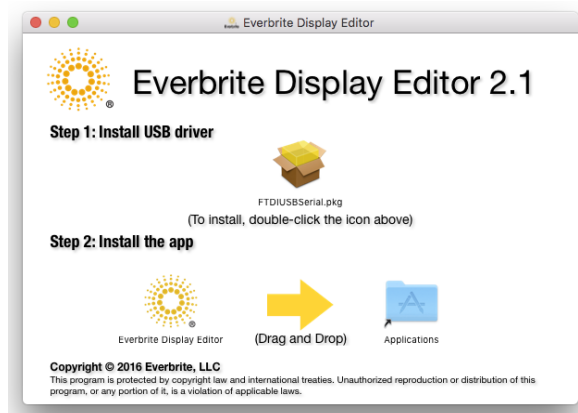 Everbrite Display Editor
Everbrite Display Editor 2.1
®
Step 1: Install USB driver
FTDIUSBSerial.pkg
(To install, double-click the icon above)
Step 2: Install the app
®
Everbrite Display Editor
(Drag and Drop)
Applications
Copyright © 2016 Everbrite, LLC
This program is protected by copyright law and international treaties. Unauthorized reproduction or distribution of this
program, or any portion of it, is a violation of applicable laws.